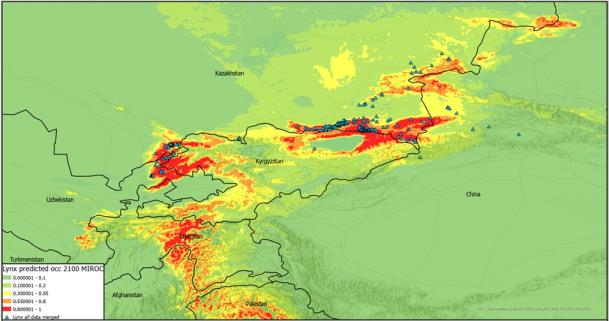 Kazakhstan
Kyrgyzstan
China
Uzbekistan
Turkmenistan
Afghanistan
Pakistan
Lynx predicted occ 2100 MIROC
0.000001 - 0.1
0.100001 - 0.3
0.300001 - 0.55
0.550001 - 0.8
0.800001 - 1
Lynx all data merged